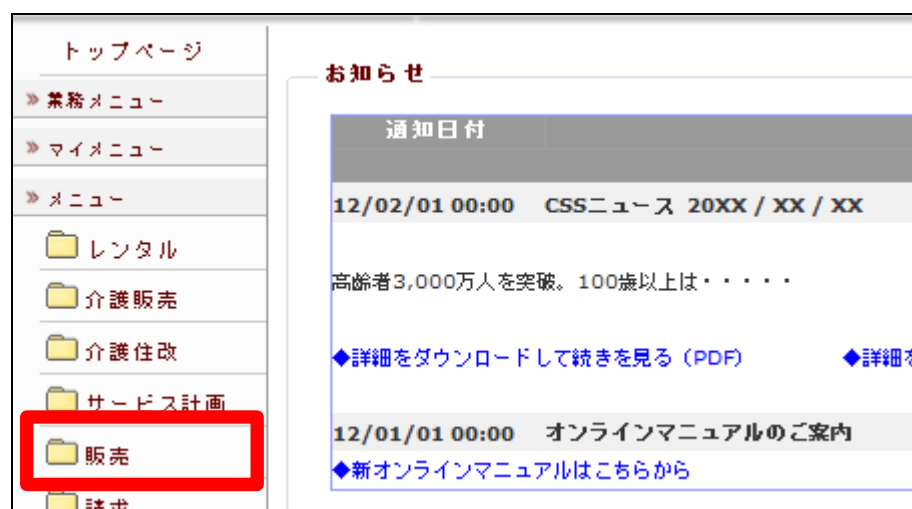 トップページ
業務メニュー
マイメニュー
メニュー
レンタル
介護販売
介護住改
サービス計画
販売
請求
お知らせ
通知日付
12/02/01 00:00 CSSニュース 20XX / XX / XX
高齢者3,000万人を突破。100歳以上は・・・・・
◆詳細をダウンロードして続きを見る（PDF） ◆詳細を
12/01/01 00:00 オンラインマニュアルのご案内
◆新オンラインマニュアルはこちらから